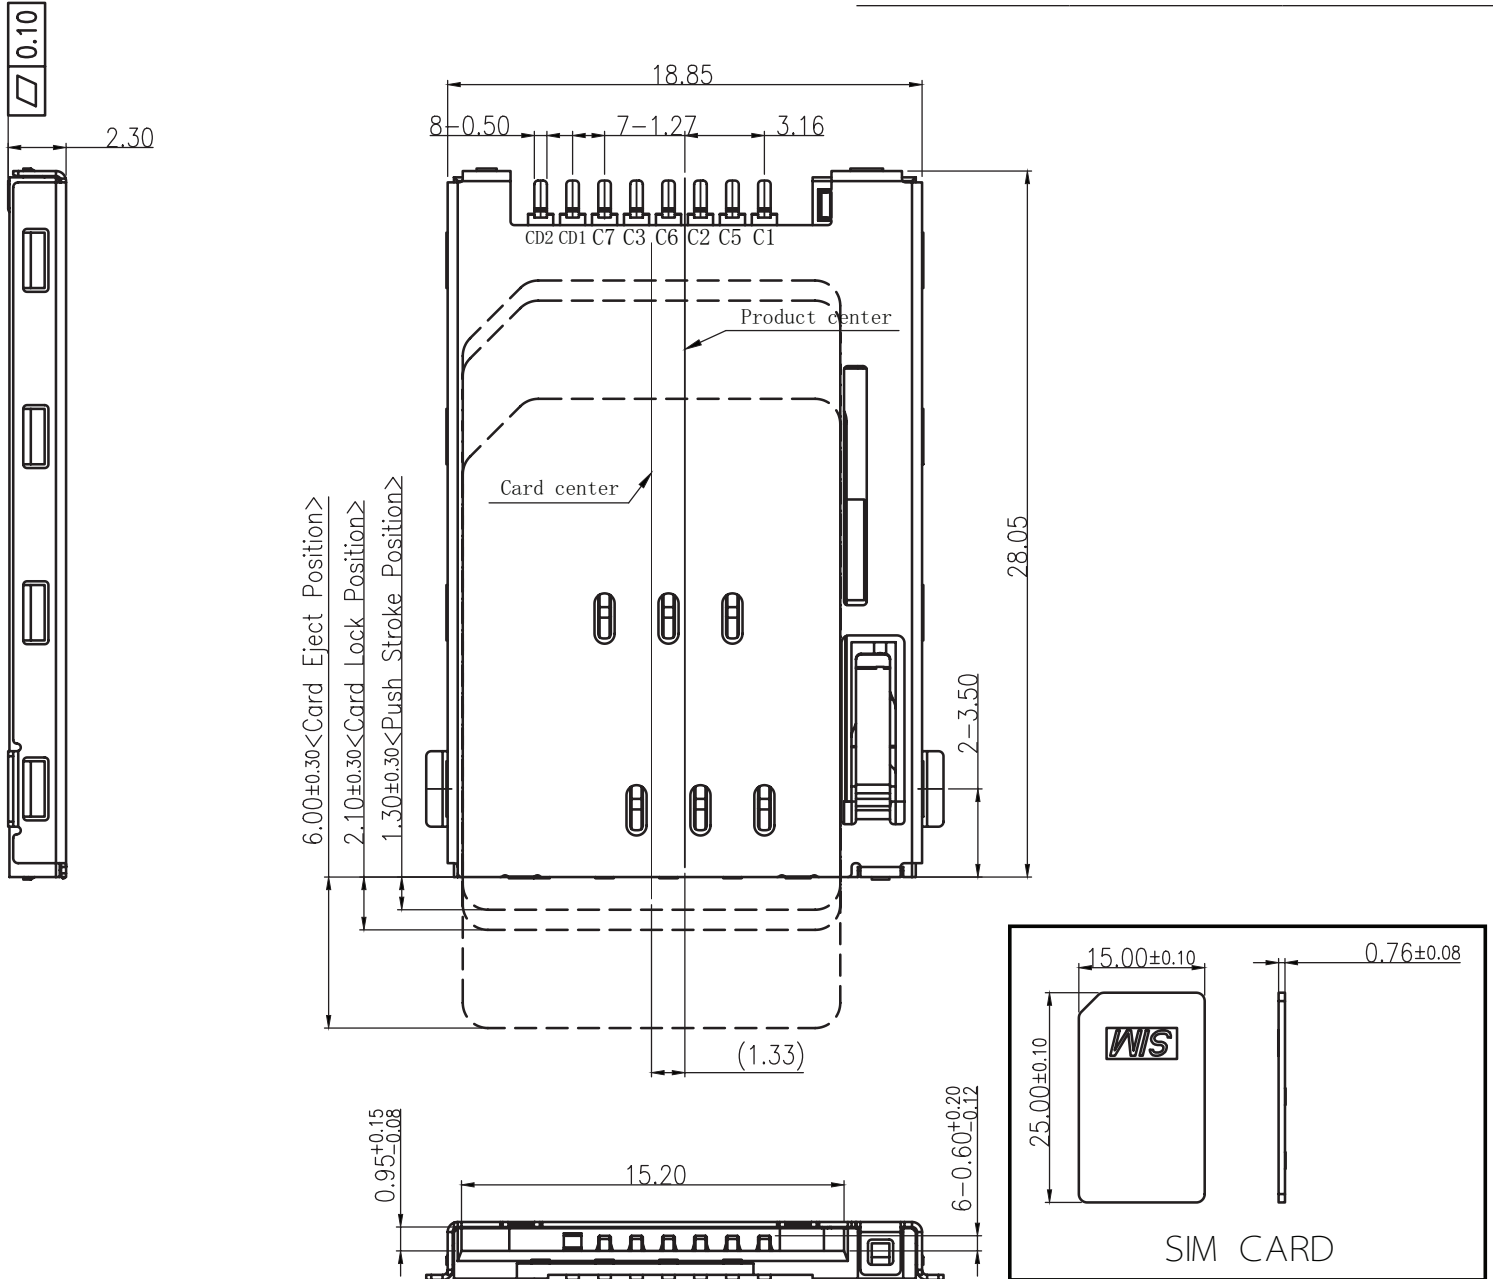 0.10
2.30
18.85
8-0.50
7-1.27
3.16
CD2 CD1 C7 C3 C6 C2 C5 C1
Product center
Card center
6.00±0.30<Card Eject Position>
2.10±0.30<Card Lock Position>
1.30±0.30<Push Stroke Position>
28.05
2-3.50
(1.33)
0.95+0.15
-0.08
15.20
6-0.60+0.20
-0.12
15.00±0.10
0.76±0.08
25.00±0.10
SIM
SIM CARD